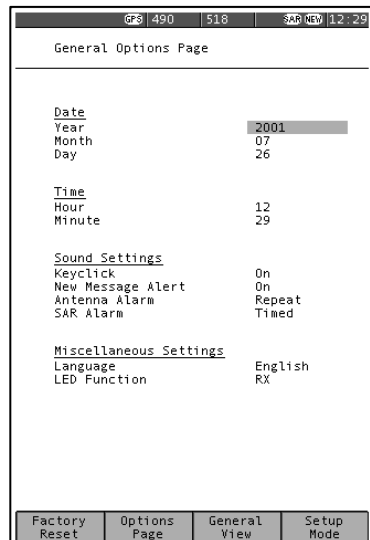 GPS 490 518 SAR NEW 12:29
General Options Page
Date
Year 2001
Month 07
Day 26
Time
Hour 12
Minute 29
Sound Settings
Keyclick On
New Message Alert On
Antenna Alarm Repeat
SAR Alarm Timed
Miscellaneous Settings
Language English
LED Function RX
Factory Reset Options Page General View Setup Mode